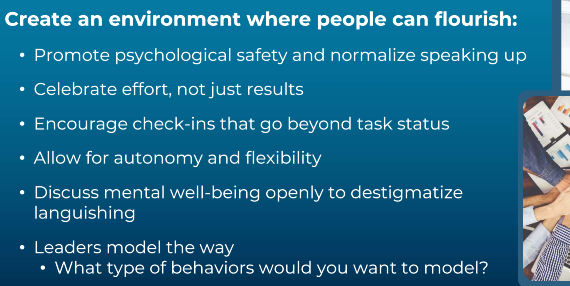 Create an environment where people can flourish:
• Promote psychological safety and normalize speaking up
• Celebrate effort, not just results
• Encourage check-ins that go beyond task status
• Allow for autonomy and flexibility
• Discuss mental well-being openly to destigmatize
languishing
• Leaders model the way
• What type of behaviors would you want to model?